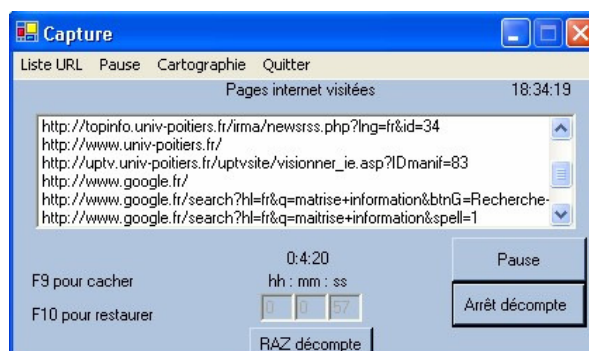 Capture
Liste URL Pause Cartographie Quitter
Pages internet visitées 18:34:19
http://topinfo.univ-poitiers.fr/irma/newsrss.php?lng=fr&id=34
http://www.univ-poitiers.fr/
http://uptv.univ-poitiers.fr/uptvsite/visionner_ie.asp?IDmanif=83
http://www.google.fr/
http://www.google.fr/search?hl=fr&q=matrise+information&btnG=Recherche-
http://www.google.fr/search?hl=fr&q=maitrise+information&spell=1
0:4:20 Pause
F9 pour cacher hh : mm : ss
0 0 57 Arrêt décompte
F10 pour restaurer
RAZ décompte